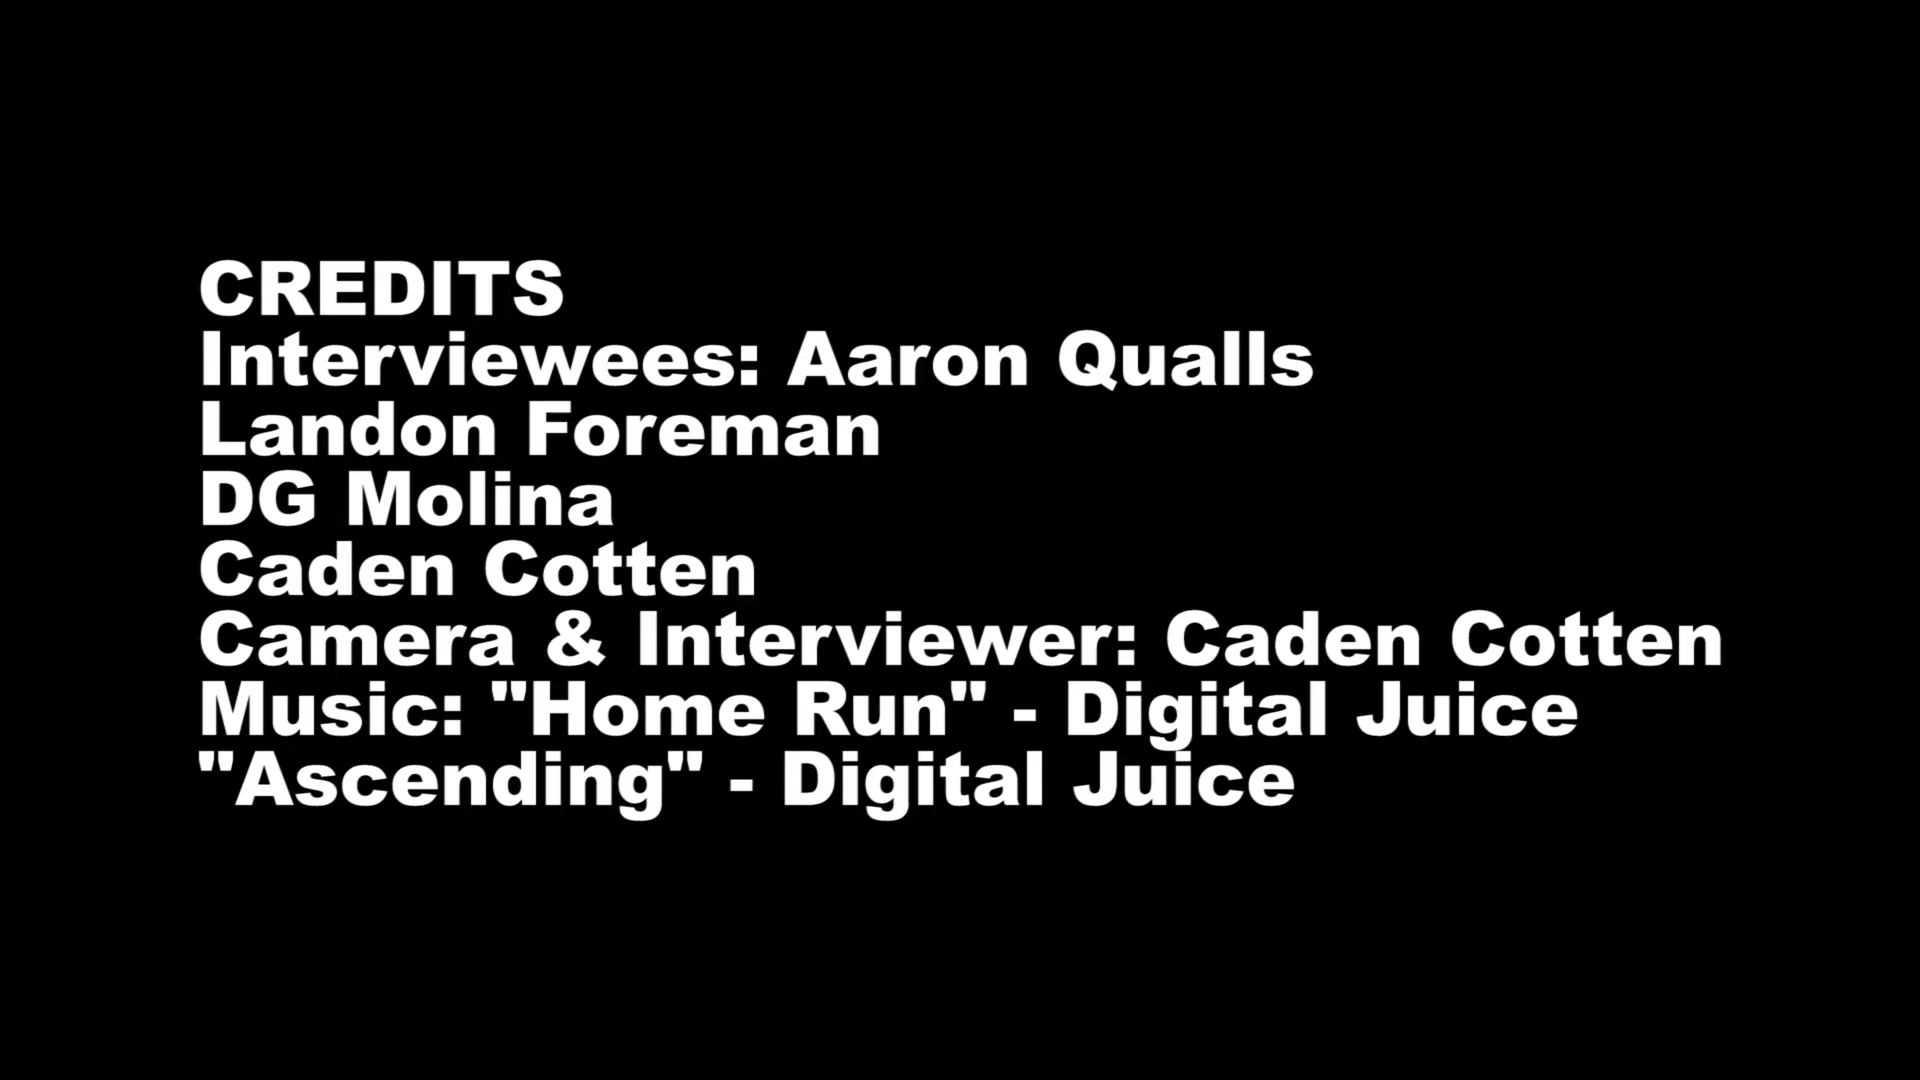 CREDITS
Interviewees: Aaron Qualls
Landon Foreman
DG Molina
Caden Cotten
Camera & Interviewer: Caden Cotten
Music: "Home Run" - Digital Juice
"Ascending" - Digital Juice